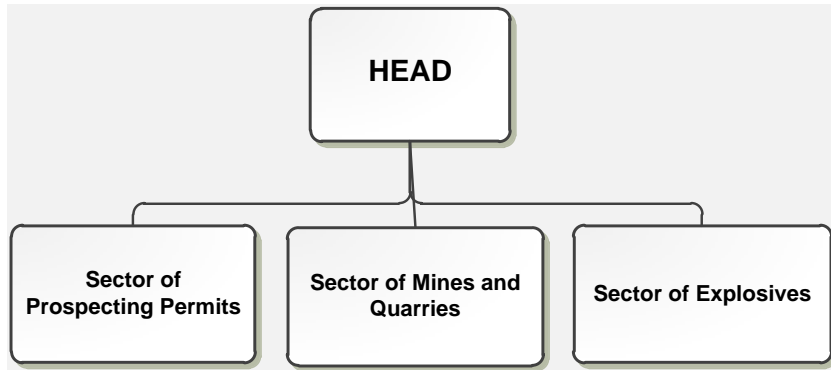 HEAD
Sector of
Prospecting Permits
Sector of Mines and
Quarries
Sector of Explosives